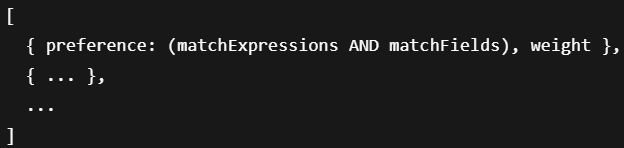 [
  { preference: (matchExpressions AND matchFields), weight },
  { ... },
  ...
]